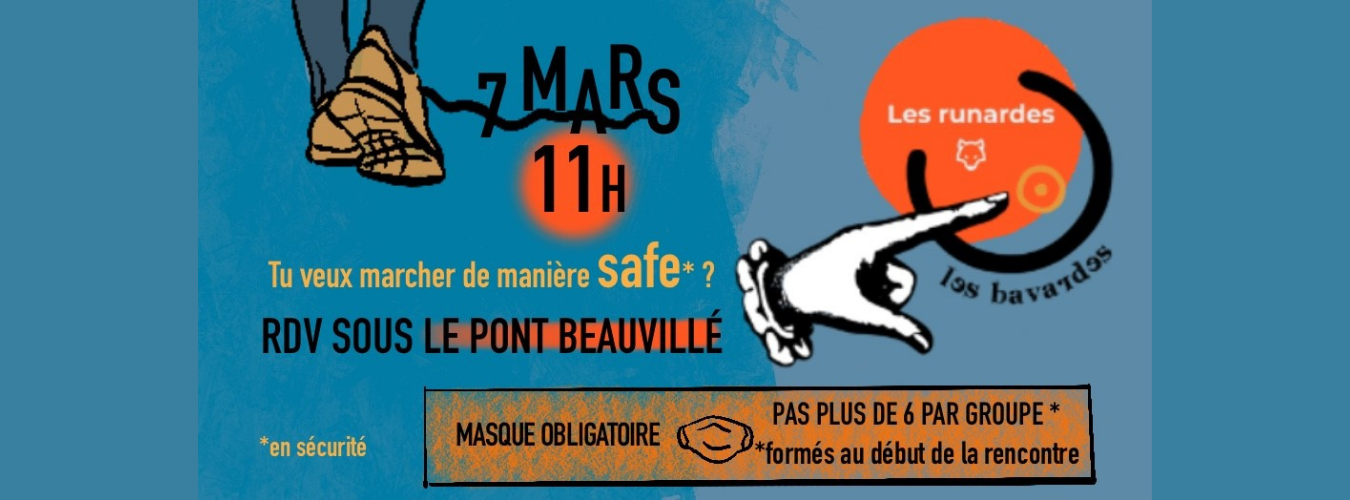 7 MARS
11H
Tu veux marcher de manière safe* ?
RDV SOUS LE PONT BEAUVILLÉ
*en sécurité
MASQUE OBLIGATOIRE
PAS PLUS DE 6 PAR GROUPE *
*formés au début de la rencontre
Les runardes
les bavardes